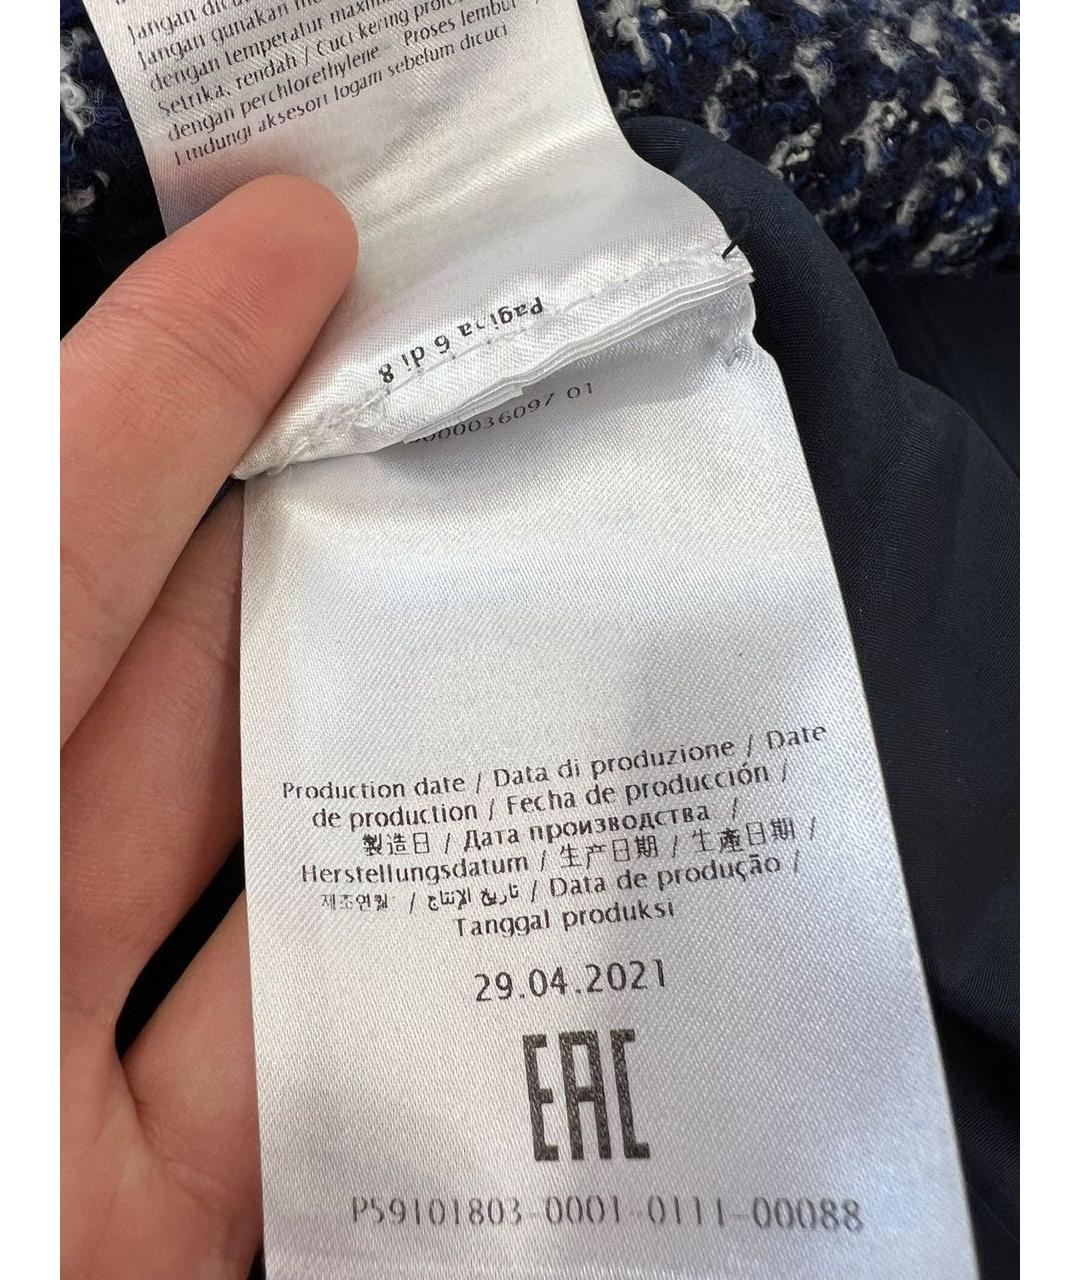 Jangan
Jangan gunakan
dengan temperatur
Setrika, rendah / Cuci kering
dengan perchlorethylene - Proses lembut
Lindungi aksesori logam sebelum dicuci
Pagina 6 di 8
0000036097 01
Production date / Data di produzione / Date
de production / Fecha de producción /
製造日 / Дата производства /
Herstellungsdatum / 生产日期 / 生產日期 /
제조연월 / تاريخ الإنتاج / Data de produção /
Tanggal produksi
29.04.2021
EAC
P59101803-0001-0111-00088